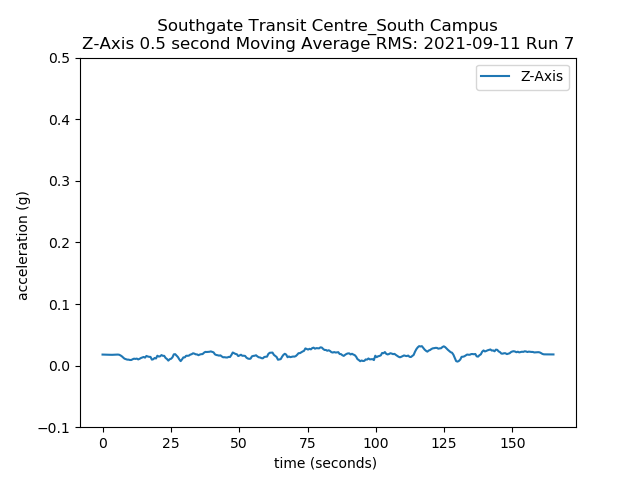 Southgate Transit Centre_South Campus
Z-Axis 0.5 second Moving Average RMS: 2021-09-11 Run 7
Z-Axis
0.5
0.4
0.3
0.2
0.1
0.0
−0.1
acceleration (g)
0 25 50 75 100 125 150
time (seconds)